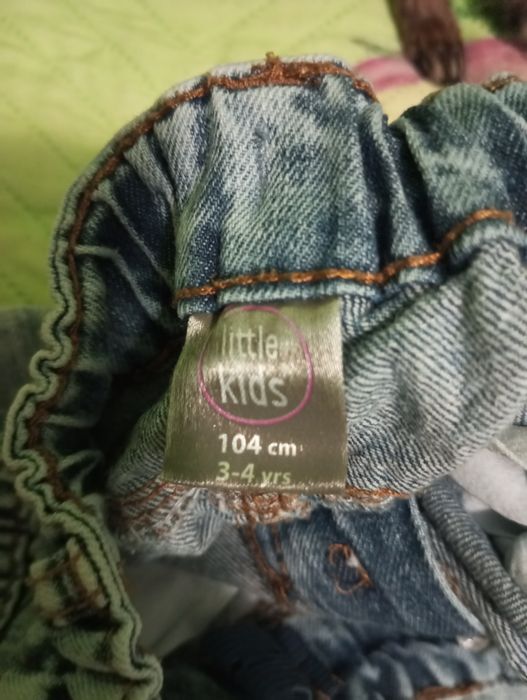 little
kids
104 cm
3-4 yrs